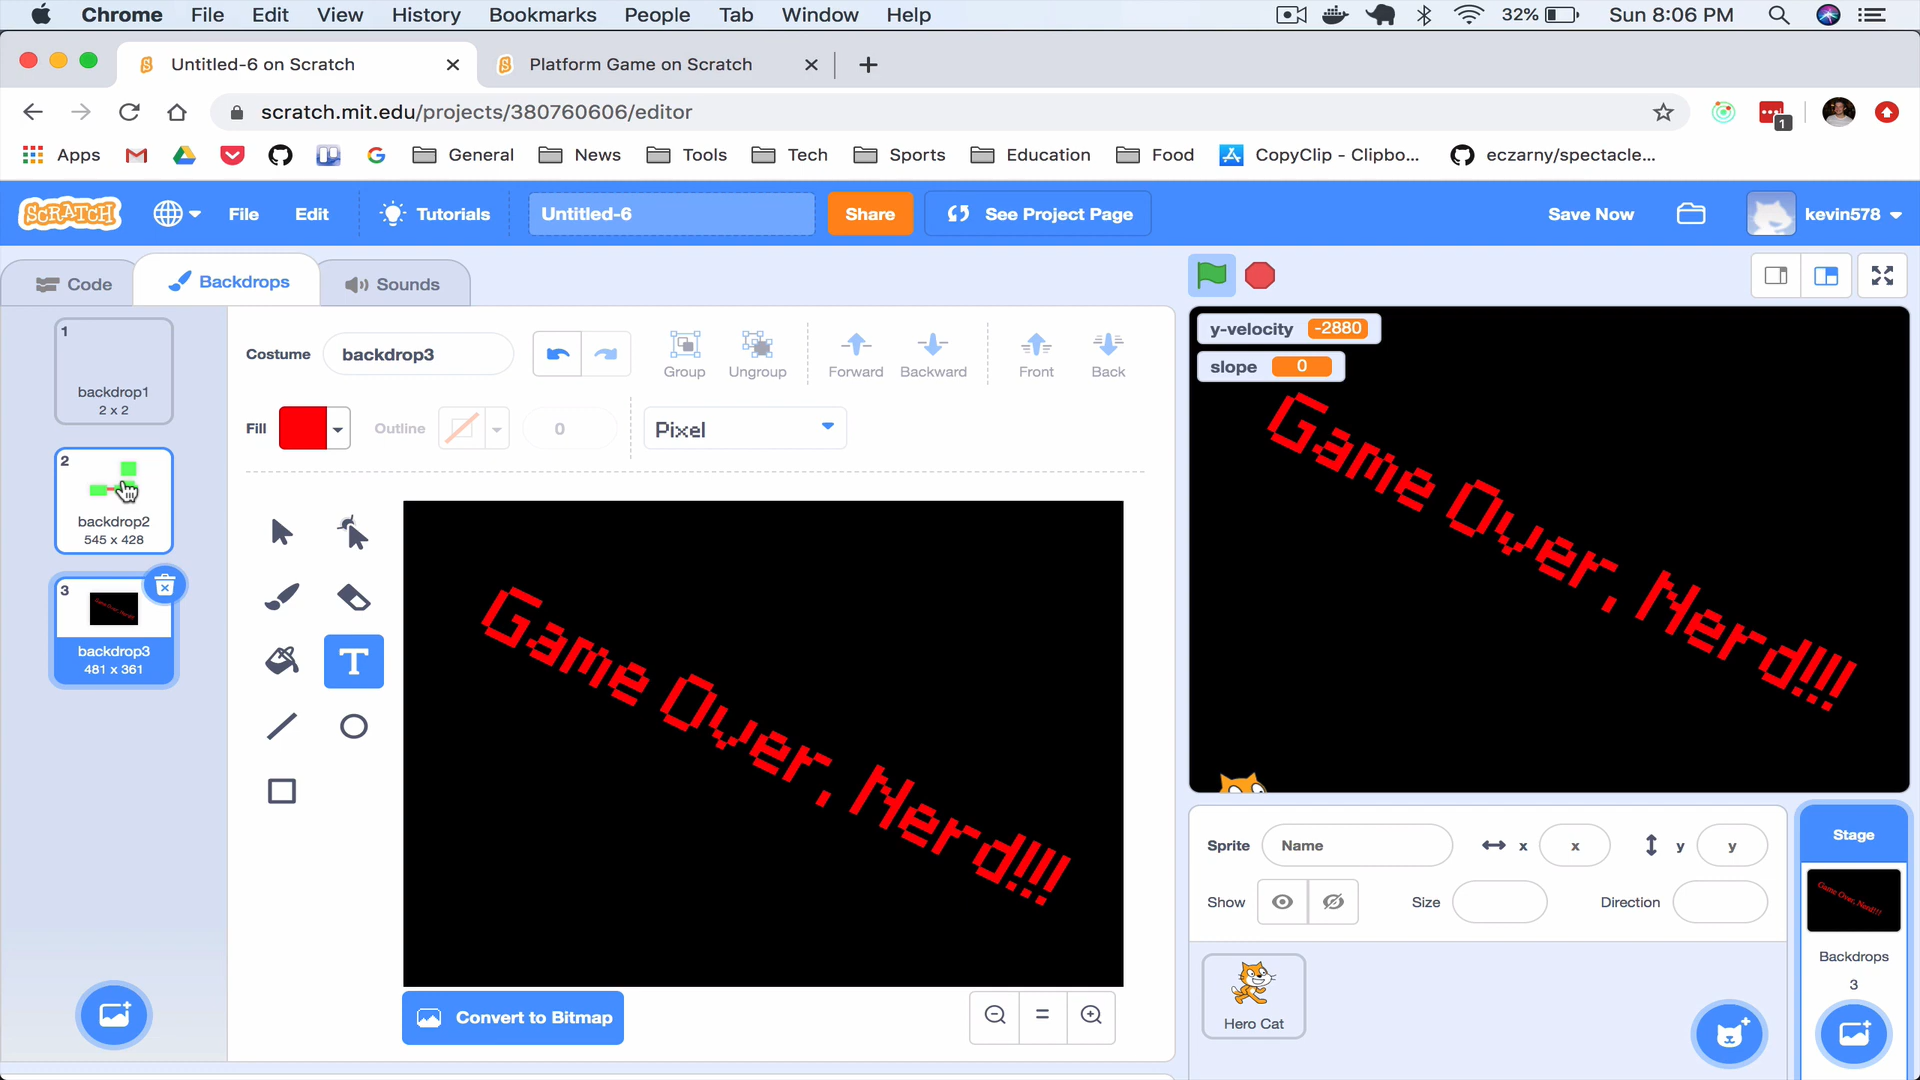 Chrome File Edit View History Bookmarks People Tab Window Help 32% Sun 8:06 PM
Untitled-6 on Scratch Platform Game on Scratch
scratch.mit.edu/projects/380760606/editor 1
Apps General News Tools Tech Sports Education Food CopyClip - Clipbo... eczarny/spectacle...
SCRATCH File Edit Tutorials Untitled-6 Share See Project Page Save Now kevin578
Code Backdrops Sounds
1
backdrop1
2 x 2
2
backdrop2
545 x 428
3
backdrop3
481 x 361
Costume backdrop3 Group Ungroup Forward Backward Front Back
Fill Outline 0 Pixel
T
Game Over, Nerd!!!
Convert to Bitmap
y-velocity -2880
slope 0
Game Over, Nerd!!!
Sprite Name x x y y
Show Size Direction
Hero Cat
Stage
Game Over, Nerd!!!
Backdrops
3